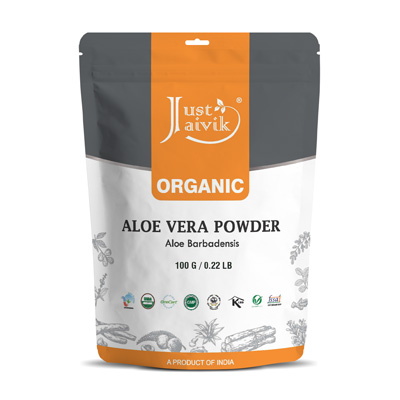 Just
Jaivik®
ORGANIC
ALOE VERA POWDER
Aloe Barbadensis
100 G / 0.22 LB
A PRODUCT OF INDIA